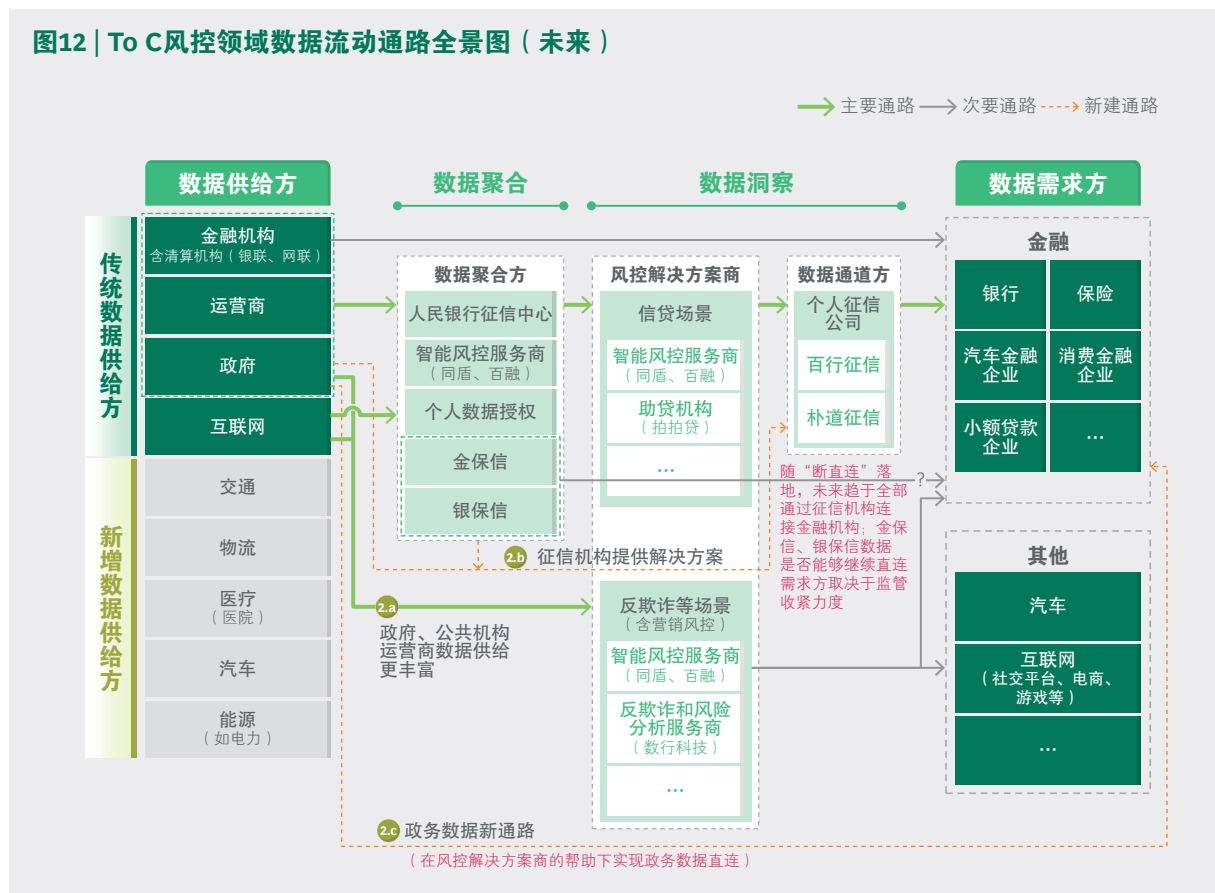 图12 | To C风控领域数据流动通路全景图（未来）
主要通路
次要通路
新建通路
数据供给方
数据聚合
数据洞察
数据需求方
传统数据供给方
金融机构
含清算机构（银联、网联）
运营商
政府
互联网
新增数据供给方
交通
物流
医疗
（医院）
汽车
能源
（如电力）
数据聚合方
人民银行征信中心
智能风控服务商
（同盾、百融）
个人数据授权
金保信
银保信
风控解决方案商
信贷场景
智能风控服务商
（同盾、百融）
助贷机构
（拍拍贷）
…
数据通道方
个人征信
公司
百行征信
朴道征信
随“断直连”落
地，未来趋于全部
通过征信机构连
接金融机构；金保
信、银保信数据
是否能够继续直连
需求方取决于监管
收紧力度
?
2.b 征信机构提供解决方案
2.a
政府、公共机构
运营商数据供给
更丰富
反欺诈等场景
（含营销风控）
智能风控服务商
（同盾、百融）
反欺诈和风险
分析服务商
（数行科技）
…
金融
银行
保险
汽车金融
企业
消费金融
企业
小额贷款
企业
…
其他
汽车
互联网
（社交平台、电商、
游戏等）
…
2.c 政务数据新通路
（在风控解决方案商的帮助下实现政务数据直连）